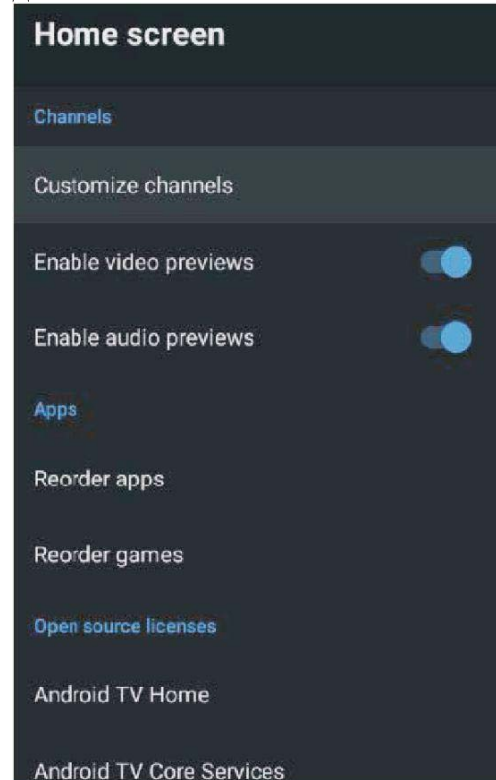 Home screen
Channels
Customize channels
Enable video previews
Enable audio previews
Apps
Reorder apps
Reorder games
Open source licenses
Android TV Home
Android TV Core Services